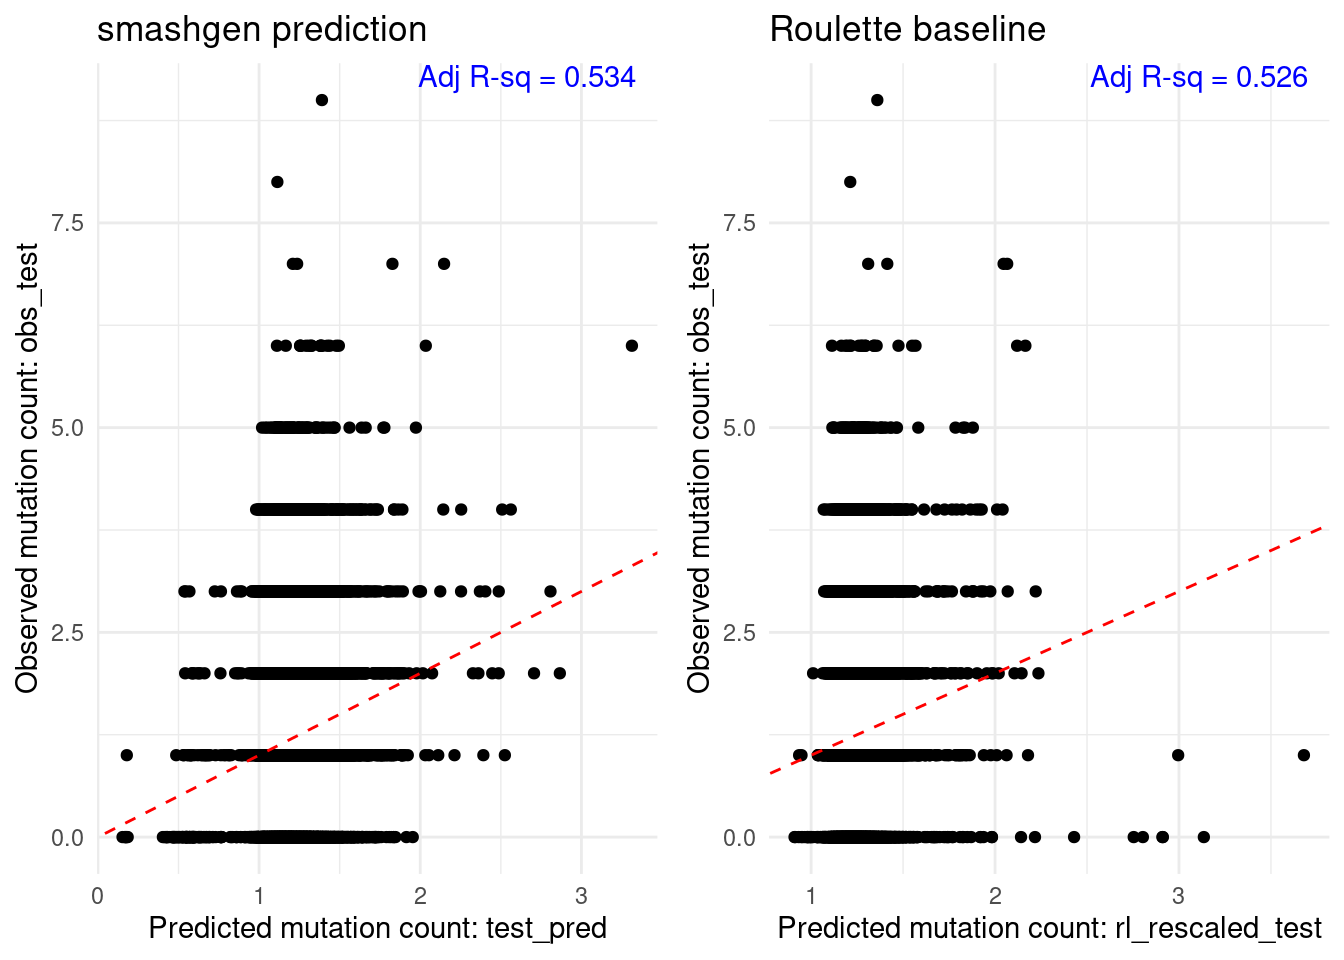 smashgen prediction
Adj R-sq = 0.534
Observed mutation count: obs_test
7.5
5.0
2.5
0.0
0
1
2
3
Predicted mutation count: test_pred
Roulette baseline
Adj R-sq = 0.526
Observed mutation count: obs_test
7.5
5.0
2.5
0.0
1
2
3
Predicted mutation count: rl_rescaled_test